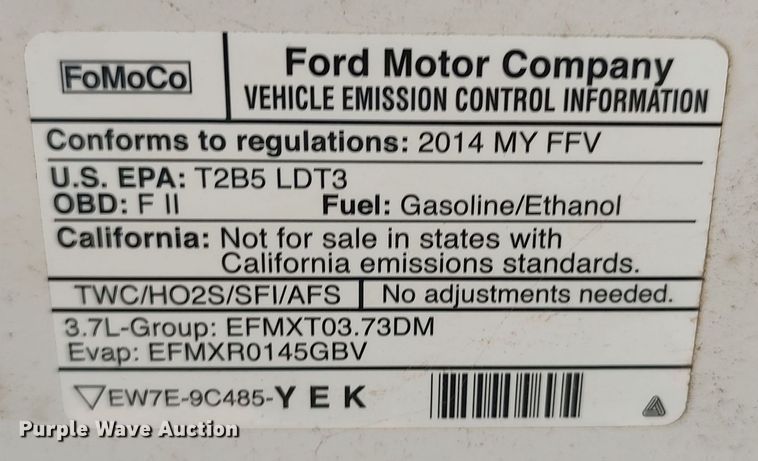 FoMoCo
Ford Motor Company
VEHICLE EMISSION CONTROL INFORMATION
Conforms to regulations: 2014 MY FFV
U.S. EPA: T2B5 LDT3
OBD: F II Fuel: Gasoline/Ethanol
California: Not for sale in states with
California emissions standards.
TWC/HO2S/SFI/AFS No adjustments needed.
3.7L-Group: EFMXT03.73DM
Evap: EFMXR0145GBV
EW7E-9C485-Y E K
Purple Wave Auction